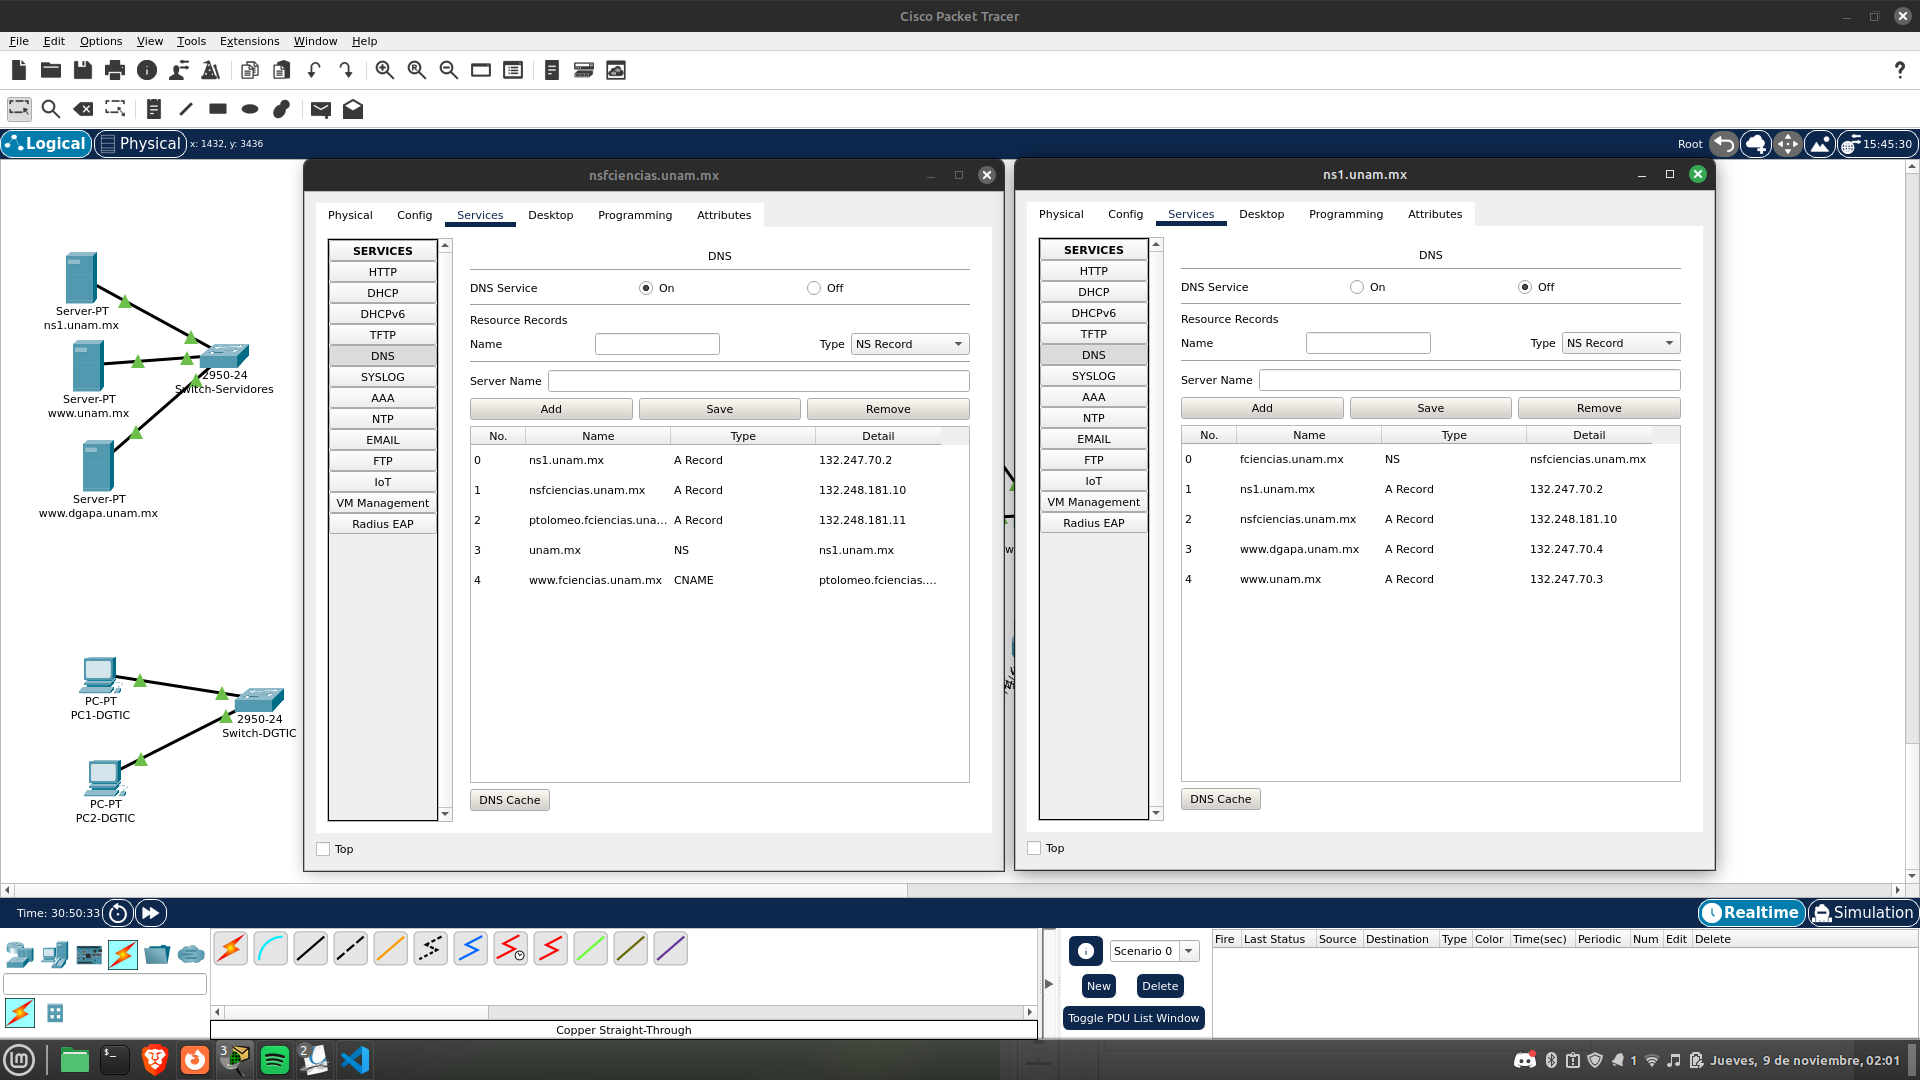 Cisco Packet Tracer
File Edit Options View Tools Extensions Window Help
?
Logical Physical x: 1432, y: 3436 Root 15:45:30
Server-PT
ns1.unam.mx
Server-PT
www.unam.mx
Server-PT
www.dgapa.unam.mx
2950-24
Switch-Servidores
PC-PT
PC1-DGTIC
PC-PT
PC2-DGTIC
2950-24
Switch-DGTIC
nsfciencias.unam.mx
Physical Config Services Desktop Programming Attributes
SERVICES
HTTP
DHCP
DHCPv6
TFTP
DNS
SYSLOG
AAA
NTP
EMAIL
FTP
IoT
VM Management
Radius EAP
DNS
DNS Service On Off
Resource Records
Name Type NS Record
Server Name
Add Save Remove
No. Name Type Detail
0 ns1.unam.mx A Record 132.247.70.2
1 nsfciencias.unam.mx A Record 132.248.181.10
2 ptolomeo.fciencias.una... A Record 132.248.181.11
3 unam.mx NS ns1.unam.mx
4 www.fciencias.unam.mx CNAME ptolomeo.fciencias....
DNS Cache
Top
ns1.unam.mx
Physical Config Services Desktop Programming Attributes
SERVICES
HTTP
DHCP
DHCPv6
TFTP
DNS
SYSLOG
AAA
NTP
EMAIL
FTP
IoT
VM Management
Radius EAP
DNS
DNS Service On Off
Resource Records
Name Type NS Record
Server Name
Add Save Remove
No. Name Type Detail
0 fciencias.unam.mx NS nsfciencias.unam.mx
1 ns1.unam.mx A Record 132.247.70.2
2 nsfciencias.unam.mx A Record 132.248.181.10
3 www.dgapa.unam.mx A Record 132.247.70.4
4 www.unam.mx A Record 132.247.70.3
DNS Cache
Top
Time: 30:50:33 Realtime Simulation
Copper Straight-Through
Scenario 0
New Delete
Toggle PDU List Window
Fire Last Status Source Destination Type Color Time(sec) Periodic Num Edit Delete
3 2 1 Jueves, 9 de noviembre, 02:01